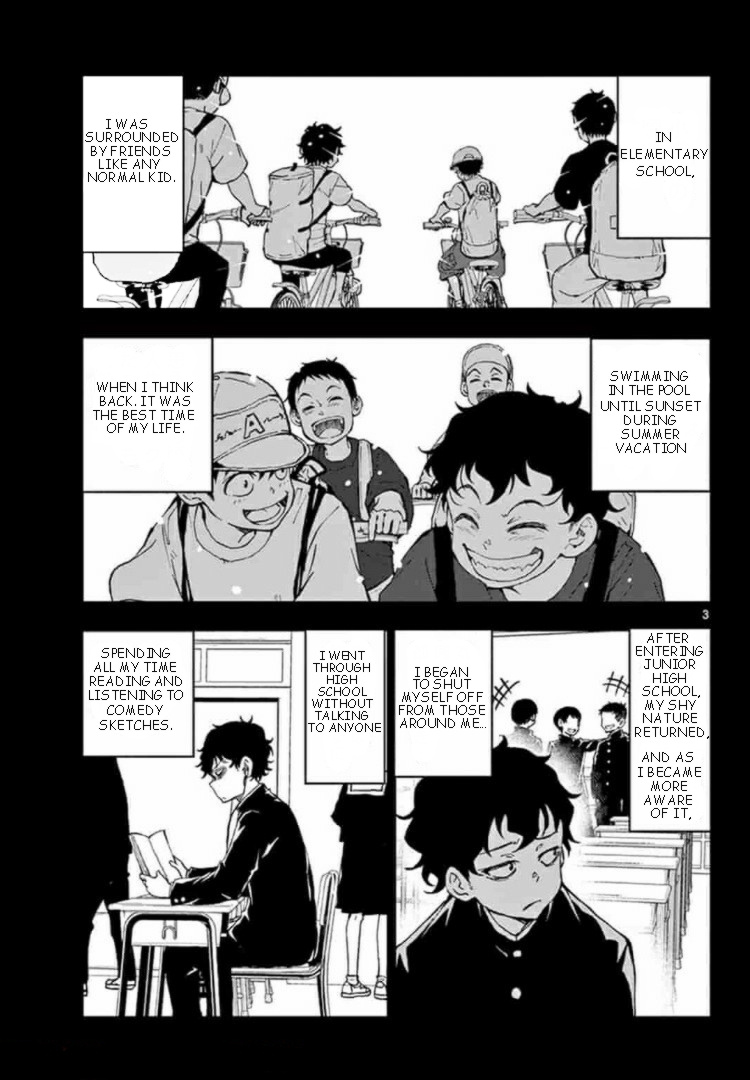 IN
ELEMENTARY
SCHOOL,
I WAS
SURROUNDED
BY FRIENDS
LIKE ANY
NORMAL KID.
SWIMMING
IN THE POOL
UNTIL SUNSET
DURING
SUMMER
VACATION
WHEN I THINK
BACK. IT WAS
THE BEST TIME
OF MY LIFE.
A
3
AFTER
ENTERING
JUNIOR
HIGH
SCHOOL,
MY SHY
NATURE
RETURNED,
AND AS
I BECAME
MORE
AWARE
OF IT,
I BEGAN
TO SHUT
MYSELF OFF
FROM THOSE
AROUND ME...
I WENT
THROUGH
HIGH
SCHOOL
WITHOUT
TALKING
TO ANYONE
SPENDING
ALL MY TIME
READING AND
LISTENING TO
COMEDY
SKETCHES.